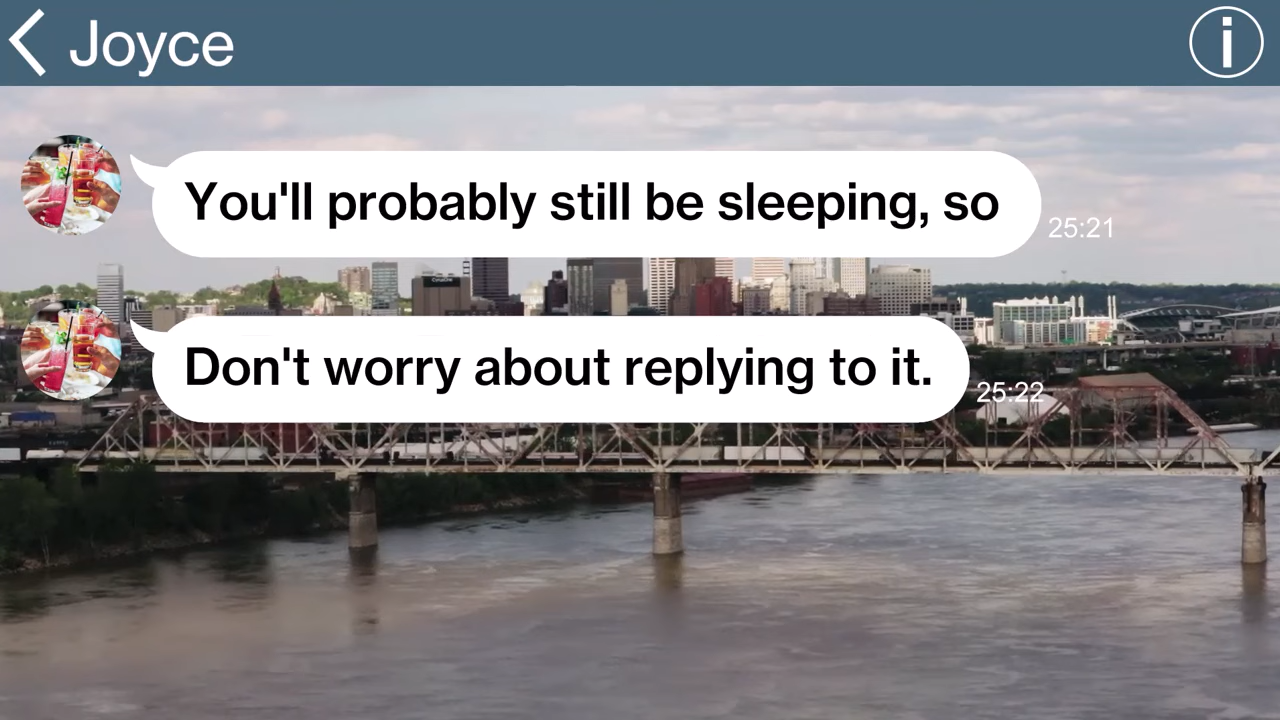 Joyce
You'll probably still be sleeping, so
25:21
Don't worry about replying to it.
25:22